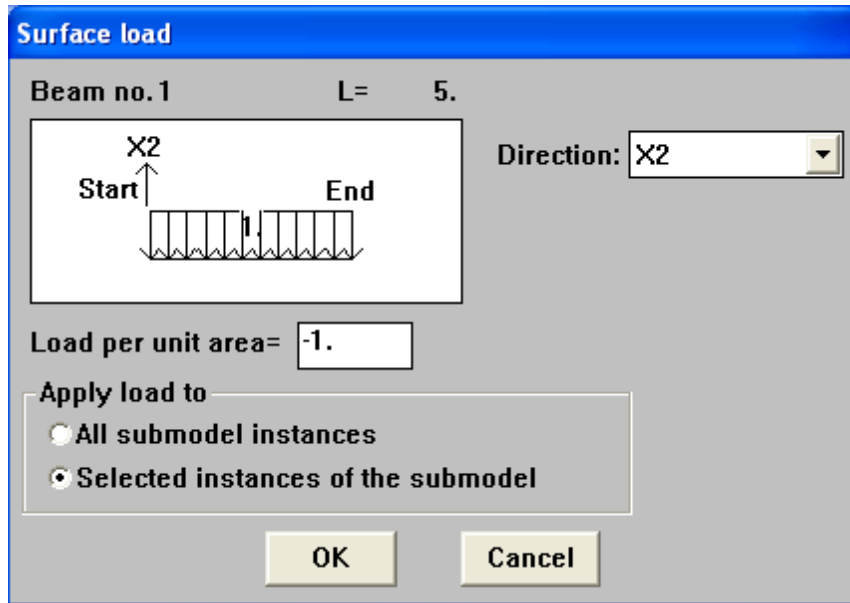 Surface load
Beam no. 1 L= 5.
X2
Start End
1.
Direction: X2
Load per unit area= -1.
Apply load to
All submodel instances
Selected instances of the submodel
OK Cancel